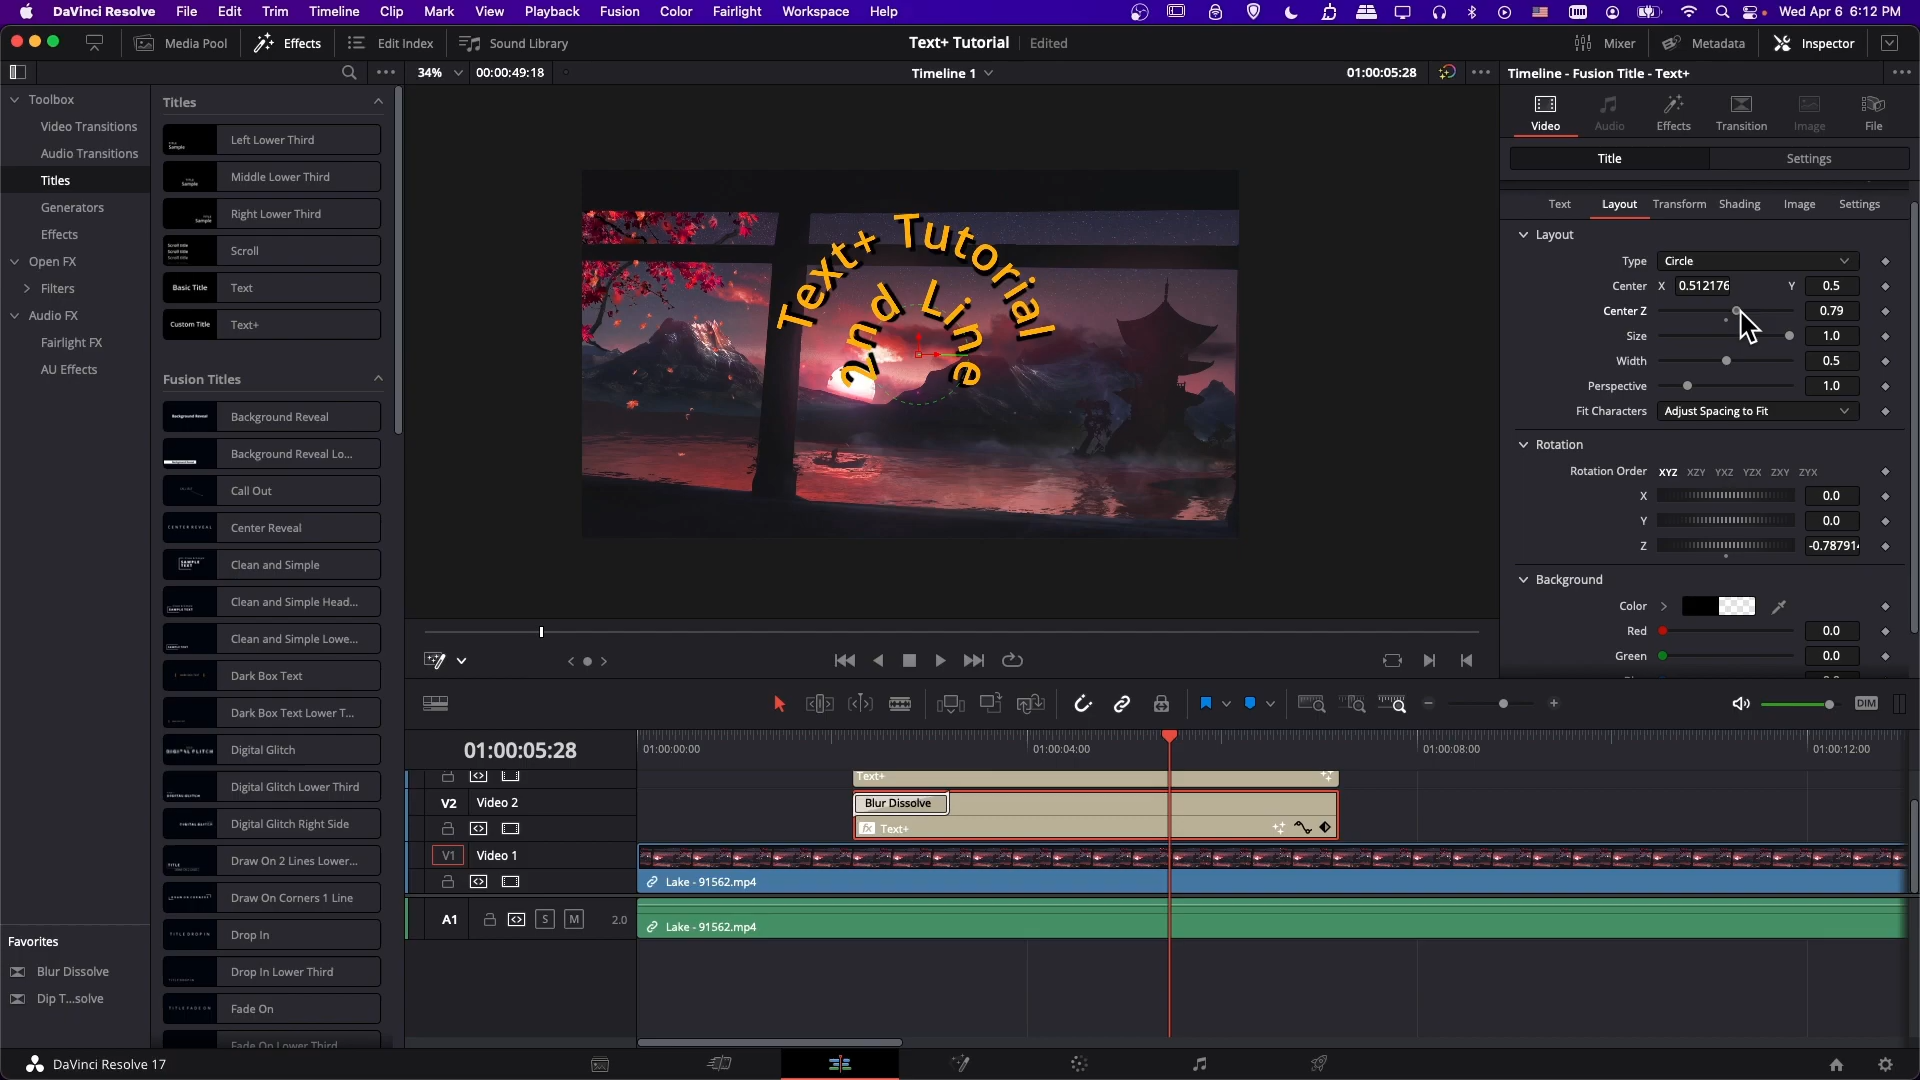 DaVinci Resolve File Edit Trim Timeline Clip Mark View Playback Fusion Color Fairlight Workspace Help Wed Apr 6 6:12 PM
Media Pool Effects Edit Index Sound Library Text+ Tutorial Edited Mixer Metadata Inspector
34% 00:00:49:18 Timeline 1 01:00:05:28 Timeline - Fusion Title - Text+
Toolbox
Video Transitions
Audio Transitions
Titles
Generators
Effects
Open FX
Filters
Audio FX
Fairlight FX
AU Effects
Favorites
Blur Dissolve
Dip T...solve
Titles
Sample Left Lower Third
Sample Middle Lower Third
Sample Right Lower Third
Scroll
Basic Title Text
Custom Title Text+
Fusion Titles
Background Reveal Background Reveal
Background Reveal Lo...
Call Out
CENTER REVEAL Center Reveal
Clean and Simple
Clean and Simple Head...
Clean and Simple Lowe...
Dark Box Text
Dark Box Text Lower T...
Digital Glitch
Digital Glitch Lower Third
Digital Glitch Right Side
Draw On 2 Lines Lower...
Draw On Corners 1 Line
Drop In
Drop In Lower Third
Fade On
Fade On Lower Third
Text+ Tutorial
2nd Line
Video Audio Effects Transition Image File
Title Settings
Text Layout Transform Shading Image Settings
Layout
Type Circle
Center X 0.512176 Y 0.5
Center Z 0.79
Size 1.0
Width 0.5
Perspective 1.0
Fit Characters Adjust Spacing to Fit
Rotation
Rotation Order XYZ XZY YXZ YZX ZXY ZYX
X 0.0
Y 0.0
Z -0.78791
Background
Color
Red 0.0
Green 0.0
DIM
01:00:05:28 01:00:00:00 01:00:04:00 01:00:08:00 01:00:12:00
Text+
V2 Video 2 Blur Dissolve
fx Text+
V1 Video 1
Lake - 91562.mp4
A1 S M 2.0
Lake - 91562.mp4
DaVinci Resolve 17